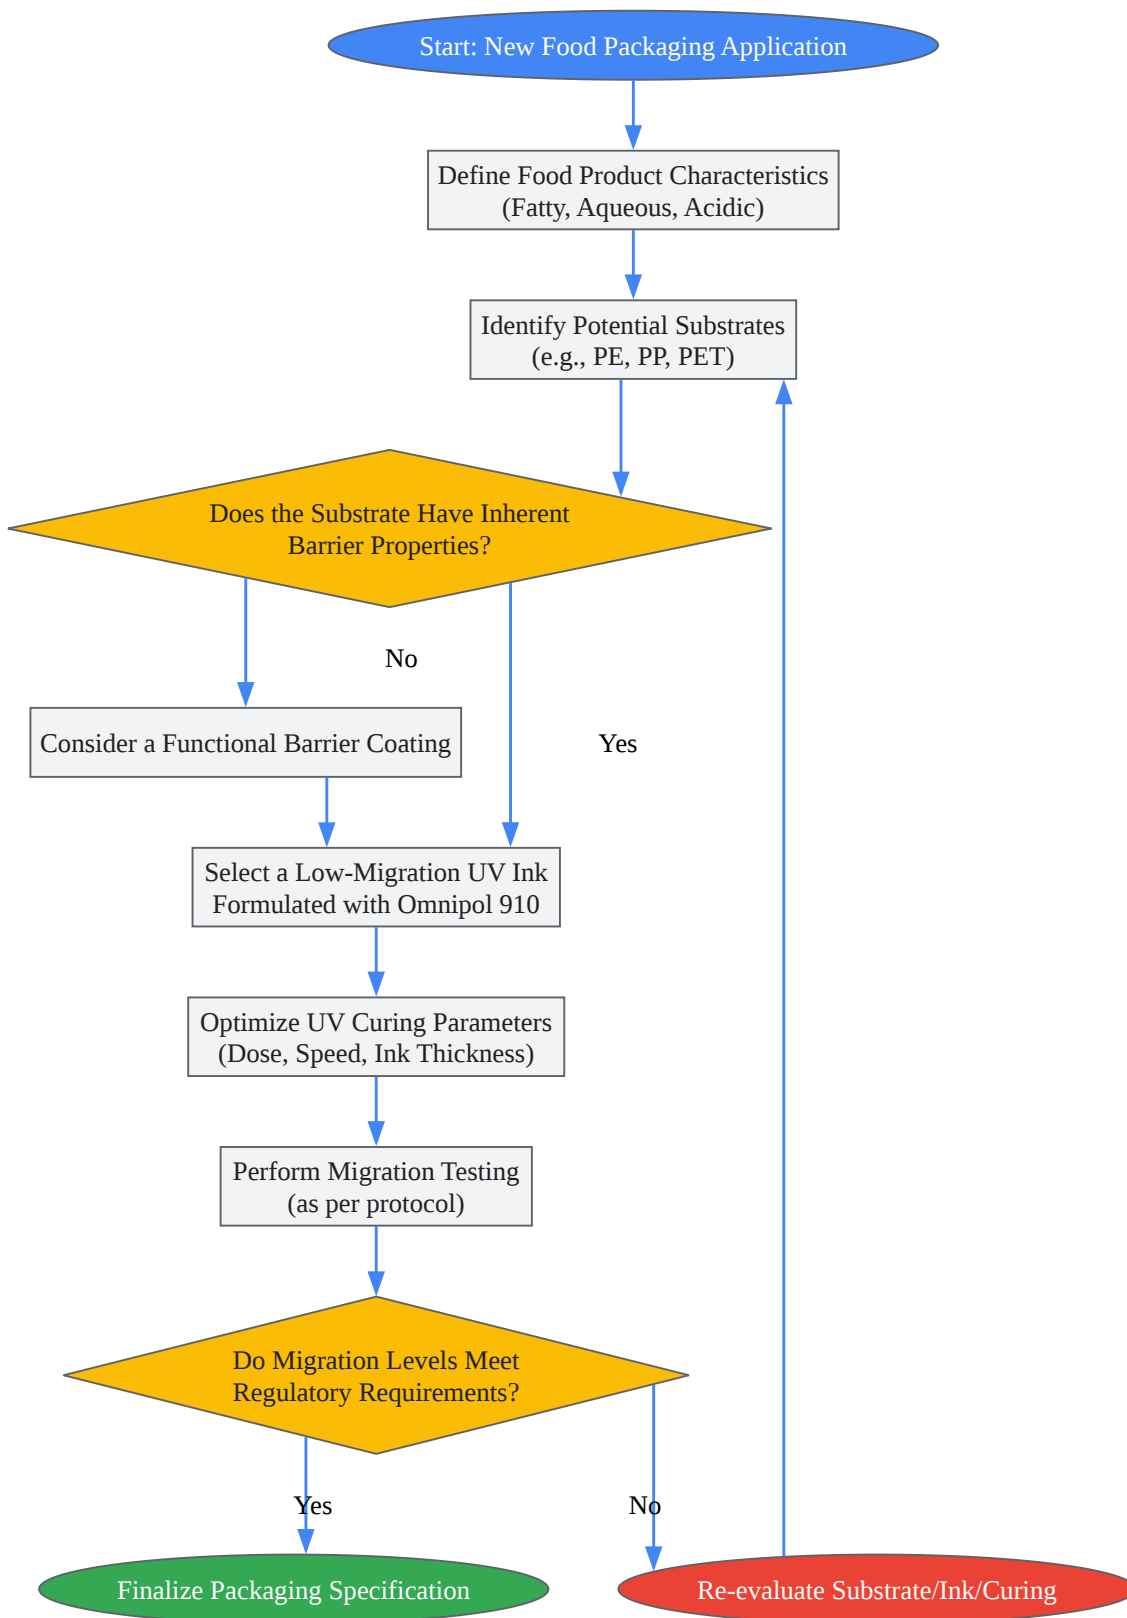 Start: New Food Packaging Application
Define Food Product Characteristics
(Fatty, Aqueous, Acidic)
Identify Potential Substrates
(e.g., PE, PP, PET)
Does the Substrate Have Inherent
Barrier Properties?
No
Consider a Functional Barrier Coating
Yes
Select a Low-Migration UV Ink
Formulated with Omnipol 910
Optimize UV Curing Parameters
(Dose, Speed, Ink Thickness)
Perform Migration Testing
(as per protocol)
Do Migration Levels Meet
Regulatory Requirements?
Yes
No
Finalize Packaging Specification
Re-evaluate Substrate/Ink/Curing